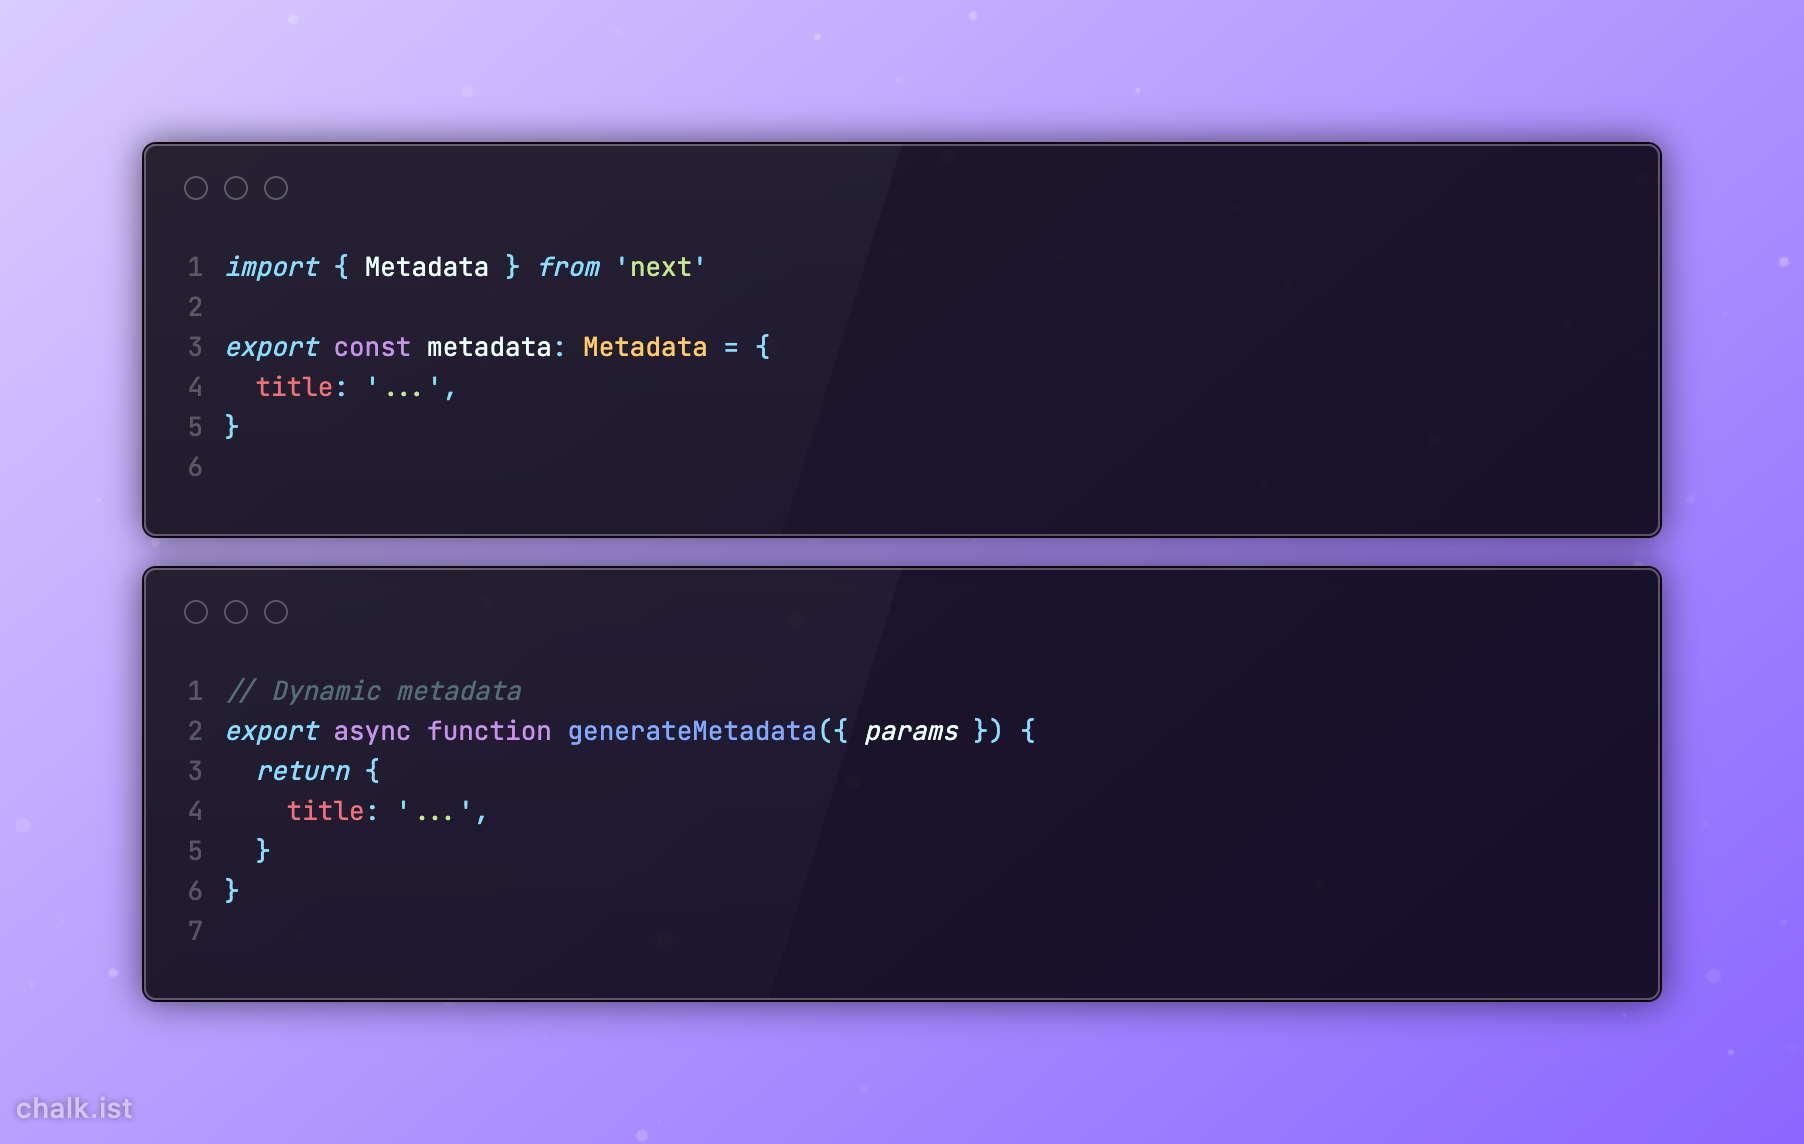 1 import { Metadata } from 'next'
2
3 export const metadata: Metadata = {
4   title: '...',
5 }
6
1 // Dynamic metadata
2 export async function generateMetadata({ params }) {
3   return {
4     title: '...',
5   }
6 }
7
chalk.ist